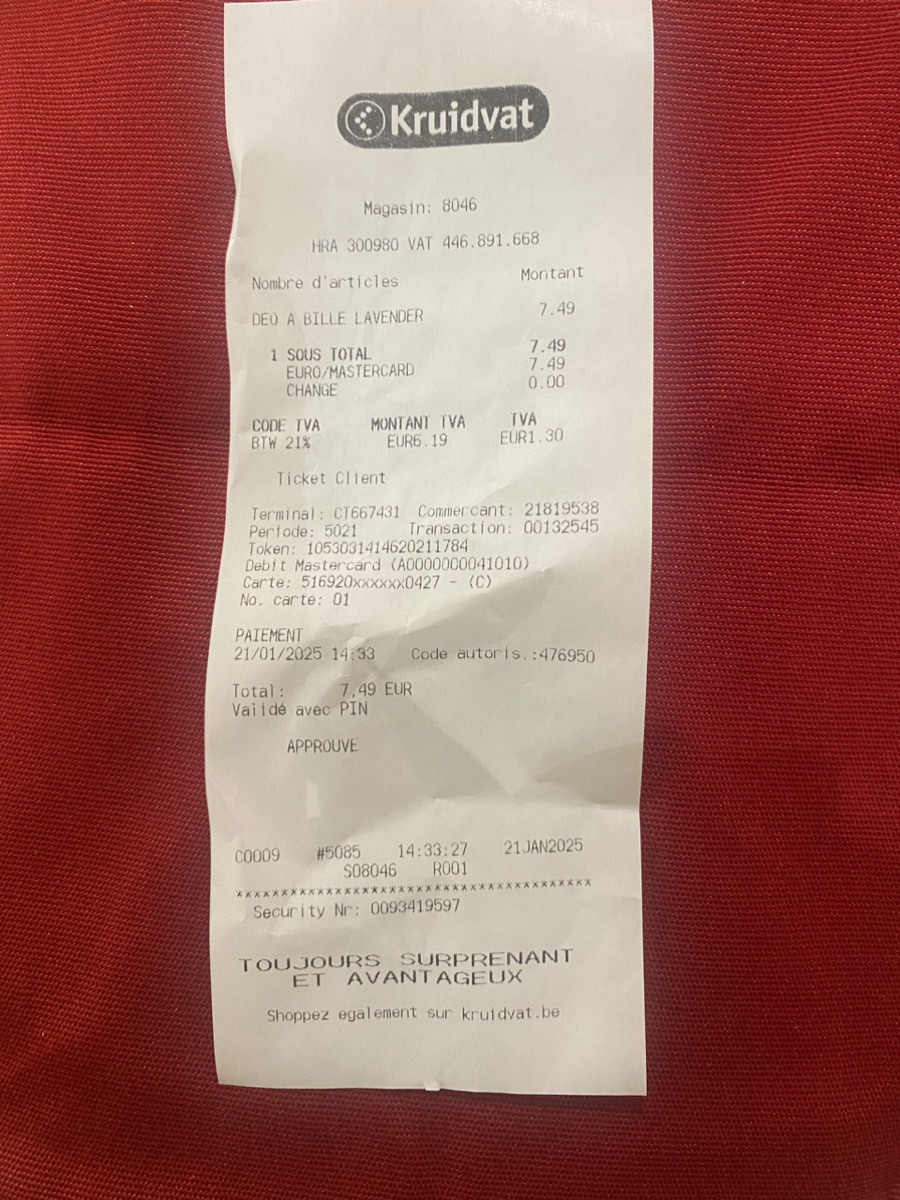 Kruidvat
Magasin: 8046
HRA 300980 VAT 446.891.668
Nombre d'articles Montant
DEO A BILLE LAVENDER 7.49
1 SOUS TOTAL 7.49
EURO/MASTERCARD 7.49
CHANGE 0.00
CODE TVA MONTANT TVA TVA
BTW 21% EUR6.19 EUR1.30
Ticket Client
Terminal: CT667431 Commercant: 21819538
Periode: 5021 Transaction: 00132545
Token: 1053031414620211784
Debit Mastercard (A0000000041010)
Carte: 516920xxxxxx0427 - (C)
No. carte: 01
PAIEMENT
21/01/2025 14:33 Code autoris.:476950
Total: 7,49 EUR
Validé avec PIN
APPROUVE
C0009 #5085 14:33:27 21JAN2025
S08046 R001
****************************************
Security Nr: 0093419597
TOUJOURS SURPRENANT
ET AVANTAGEUX
Shoppez egalement sur kruidvat.be